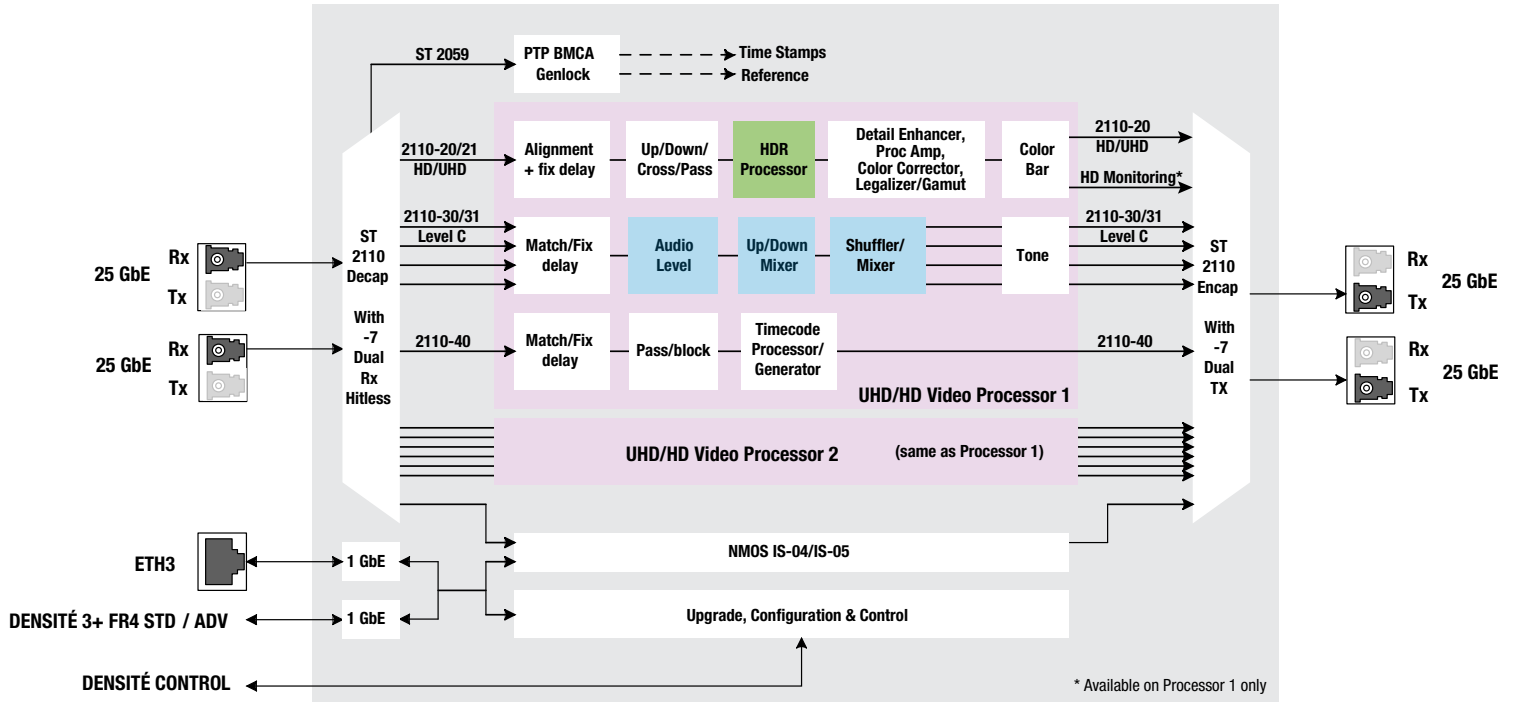 ST 2059
PTP BMCA
Genlock
Time Stamps
Reference
2110-20/21
HD/UHD
Alignment
+ fix delay
Up/Down/
Cross/Pass
HDR
Processor
Detail Enhancer,
Proc Amp,
Color Corrector,
Legalizer/Gamut
Color
Bar
2110-20
HD/UHD
HD Monitoring*
2110-30/31
Level C
Match/Fix
delay
Audio
Level
Up/Down
Mixer
Shuffler/
Mixer
Tone
2110-30/31
Level C
ST
2110
Decap
With
-7
Dual
Rx
Hitless
ST
2110
Encap
With
-7
Dual
TX
25 GbE
Rx
Tx
25 GbE
Rx
Tx
Rx
Tx
25 GbE
Rx
Tx
25 GbE
2110-40
Match/Fix
delay
Pass/block
Timecode
Processor/
Generator
2110-40
UHD/HD Video Processor 1
UHD/HD Video Processor 2
(same as Processor 1)
ETH3
1 GbE
NMOS IS-04/IS-05
DENSITÉ 3+ FR4 STD / ADV
1 GbE
Upgrade, Configuration & Control
DENSITÉ CONTROL
* Available on Processor 1 only